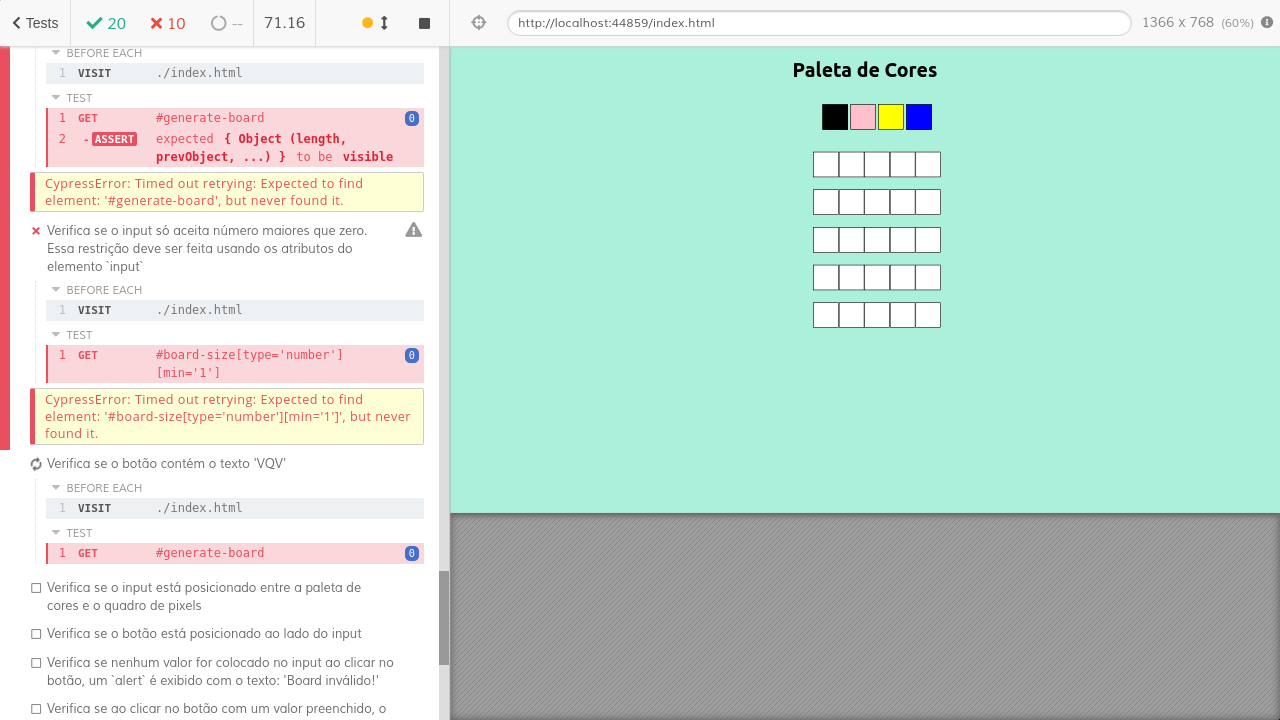 Tests
20
10
--
71.16
http://localhost:44859/index.html
1366 x 768 (60%)
BEFORE EACH
1 VISIT ./index.html
TEST
1 GET #generate-board 0
2 -ASSERT expected { Object (length,
prevObject, ...) } to be visible
CypressError: Timed out retrying: Expected to find
element: '#generate-board', but never found it.
Verifica se o input só aceita número maiores que zero.
Essa restrição deve ser feita usando os atributos do
elemento `input`
BEFORE EACH
1 VISIT ./index.html
TEST
1 GET #board-size[type='number'] 0
[min='1']
CypressError: Timed out retrying: Expected to find
element: '#board-size[type='number'][min='1']', but never
found it.
Verifica se o botão contém o texto 'VQV'
BEFORE EACH
1 VISIT ./index.html
TEST
1 GET #generate-board 0
Verifica se o input está posicionado entre a paleta de
cores e o quadro de pixels
Verifica se o botão está posicionado ao lado do input
Verifica se nenhum valor for colocado no input ao clicar no
botão, um `alert` é exibido com o texto: 'Board inválido!'
Verifica se ao clicar no botão com um valor preenchido, o
Paleta de Cores